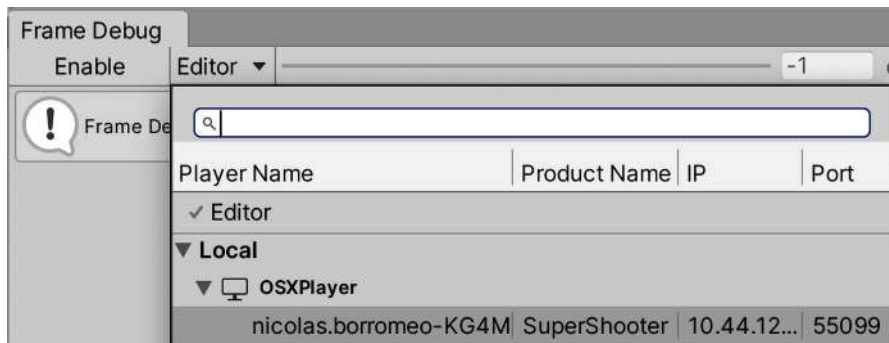 Frame Debug
Enable Editor -1
Frame De
Player Name Product Name IP Port
Editor
Local
OSXPlayer
nicolas.borromeo-KG4M SuperShooter 10.44.12... 55099